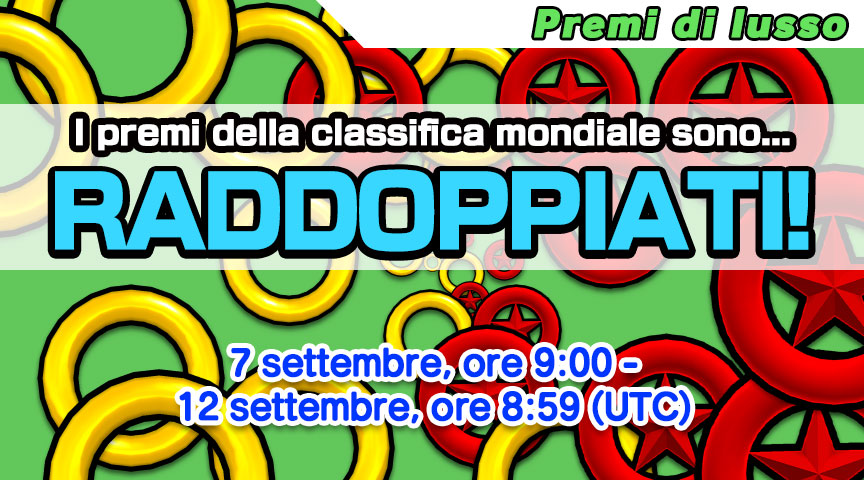 Premi di lusso
I premi della classifica mondiale sono...
RADDOPPIATI!
7 settembre, ore 9:00 -
12 settembre, ore 8:59 (UTC)